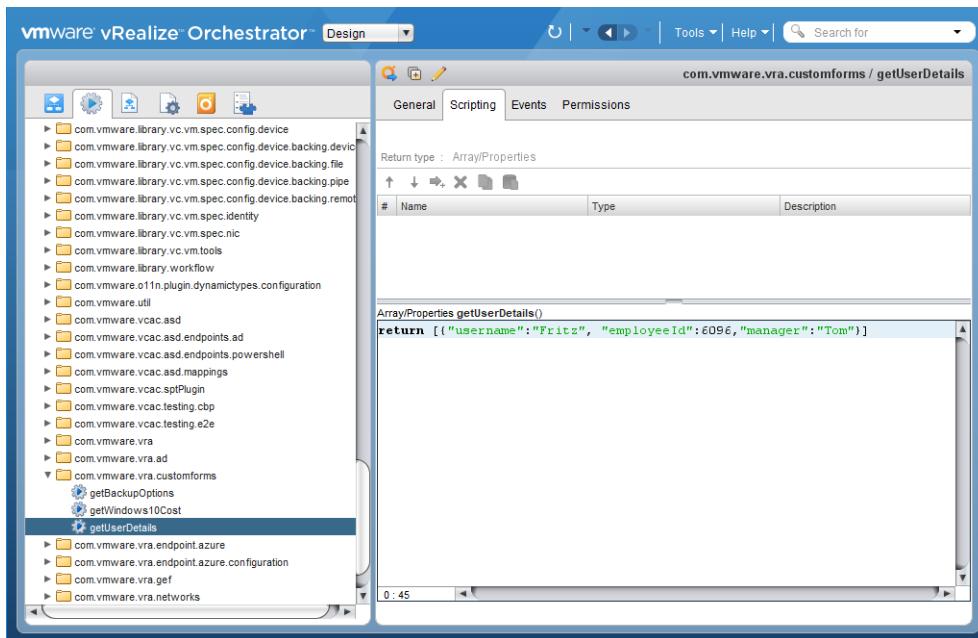 vmware vRealize™ Orchestrator™ Design Tools Help Search for
com.vmware.vra.customforms / getUserDetails
General Scripting Events Permissions
Return type : Array/Properties
# Name Type Description
Array/Properties getUserDetails()
return [{"username":"Fritz", "employeeId":6096,"manager":"Tom"}]
0 : 45
com.vmware.library.vc.vm.spec.config.device
com.vmware.library.vc.vm.spec.config.device.backing.devic
com.vmware.library.vc.vm.spec.config.device.backing.file
com.vmware.library.vc.vm.spec.config.device.backing.pipe
com.vmware.library.vc.vm.spec.config.device.backing.remot
com.vmware.library.vc.vm.spec.identity
com.vmware.library.vc.vm.spec.nic
com.vmware.library.vc.vm.tools
com.vmware.library.workflow
com.vmware.o11n.plugin.dynamictypes.configuration
com.vmware.util
com.vmware.vcac.asd
com.vmware.vcac.asd.endpoints.ad
com.vmware.vcac.asd.endpoints.powershell
com.vmware.vcac.asd.mappings
com.vmware.vcac.sptPlugin
com.vmware.vcac.testing.cbp
com.vmware.vcac.testing.e2e
com.vmware.vra
com.vmware.vra.ad
com.vmware.vra.customforms
getBackupOptions
getWindows10Cost
getUserDetails
com.vmware.vra.endpoint.azure
com.vmware.vra.endpoint.azure.configuration
com.vmware.vra.gef
com.vmware.vra.networks